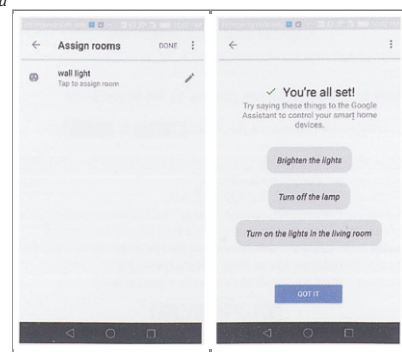 Assign rooms DONE
wall light
Tap to assign room
✓ You're all set!
Try saying these things to the Google
Assistant to control your smart home
devices.
Brighten the lights
Turn off the lamp
Turn on the lights in the living room
GOT IT